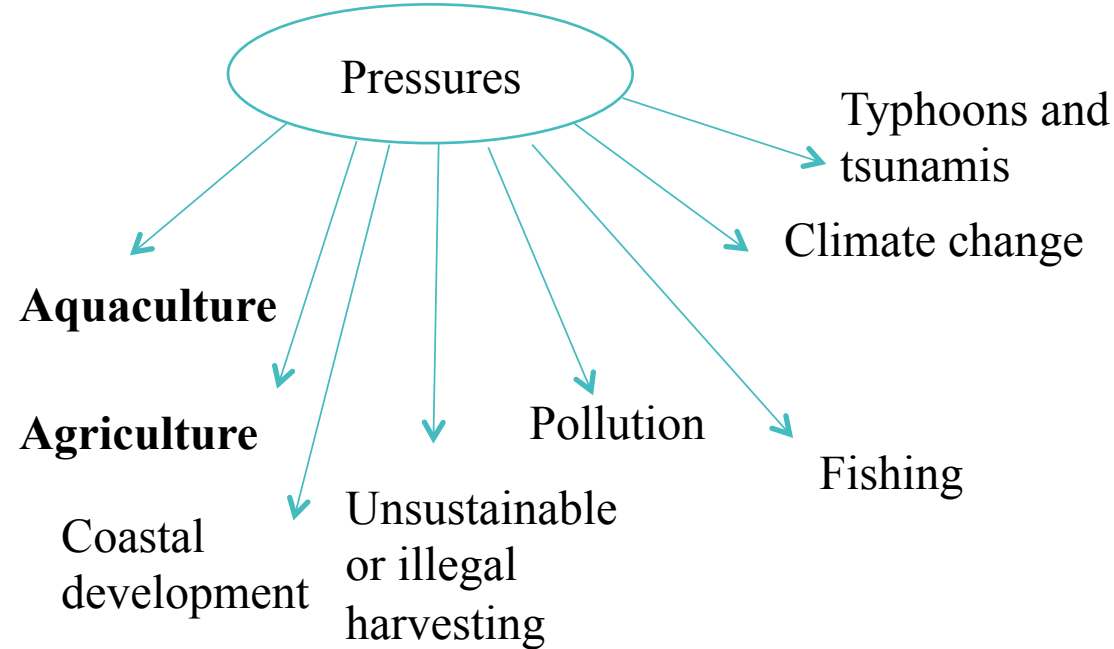 Pressures
Typhoons and
tsunamis
Climate change
Aquaculture
Agriculture
Pollution
Fishing
Coastal
development
Unsustainable
or illegal
harvesting